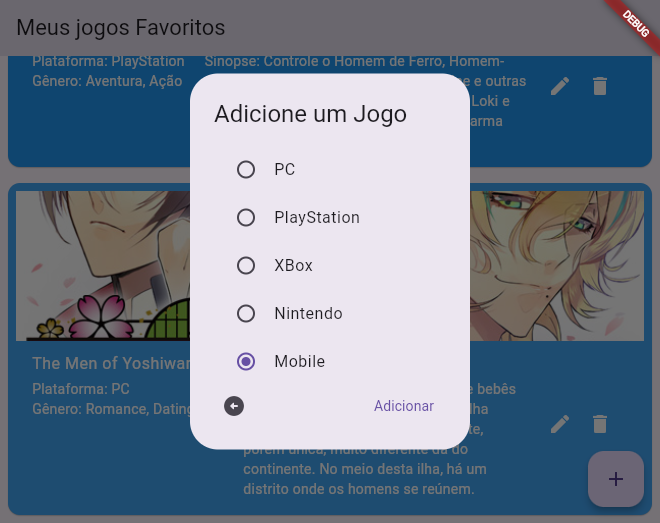 Meus jogos Favoritos
DEBUG
Plataforma: PlayStation
Gênero: Aventura, Ação
Sinopse: Controle o Homem de Ferro, Homem-
e outras
Loki e
arma
Adicione um Jogo
PC
PlayStation
XBox
Nintendo
Mobile
Adicionar
The Men of Yoshiwar
Plataforma: PC
Gênero: Romance, Dating
e bebês
ilha
te,
porém única, muito diferente da do
continente. No meio desta ilha, há um
distrito onde os homens se reúnem.